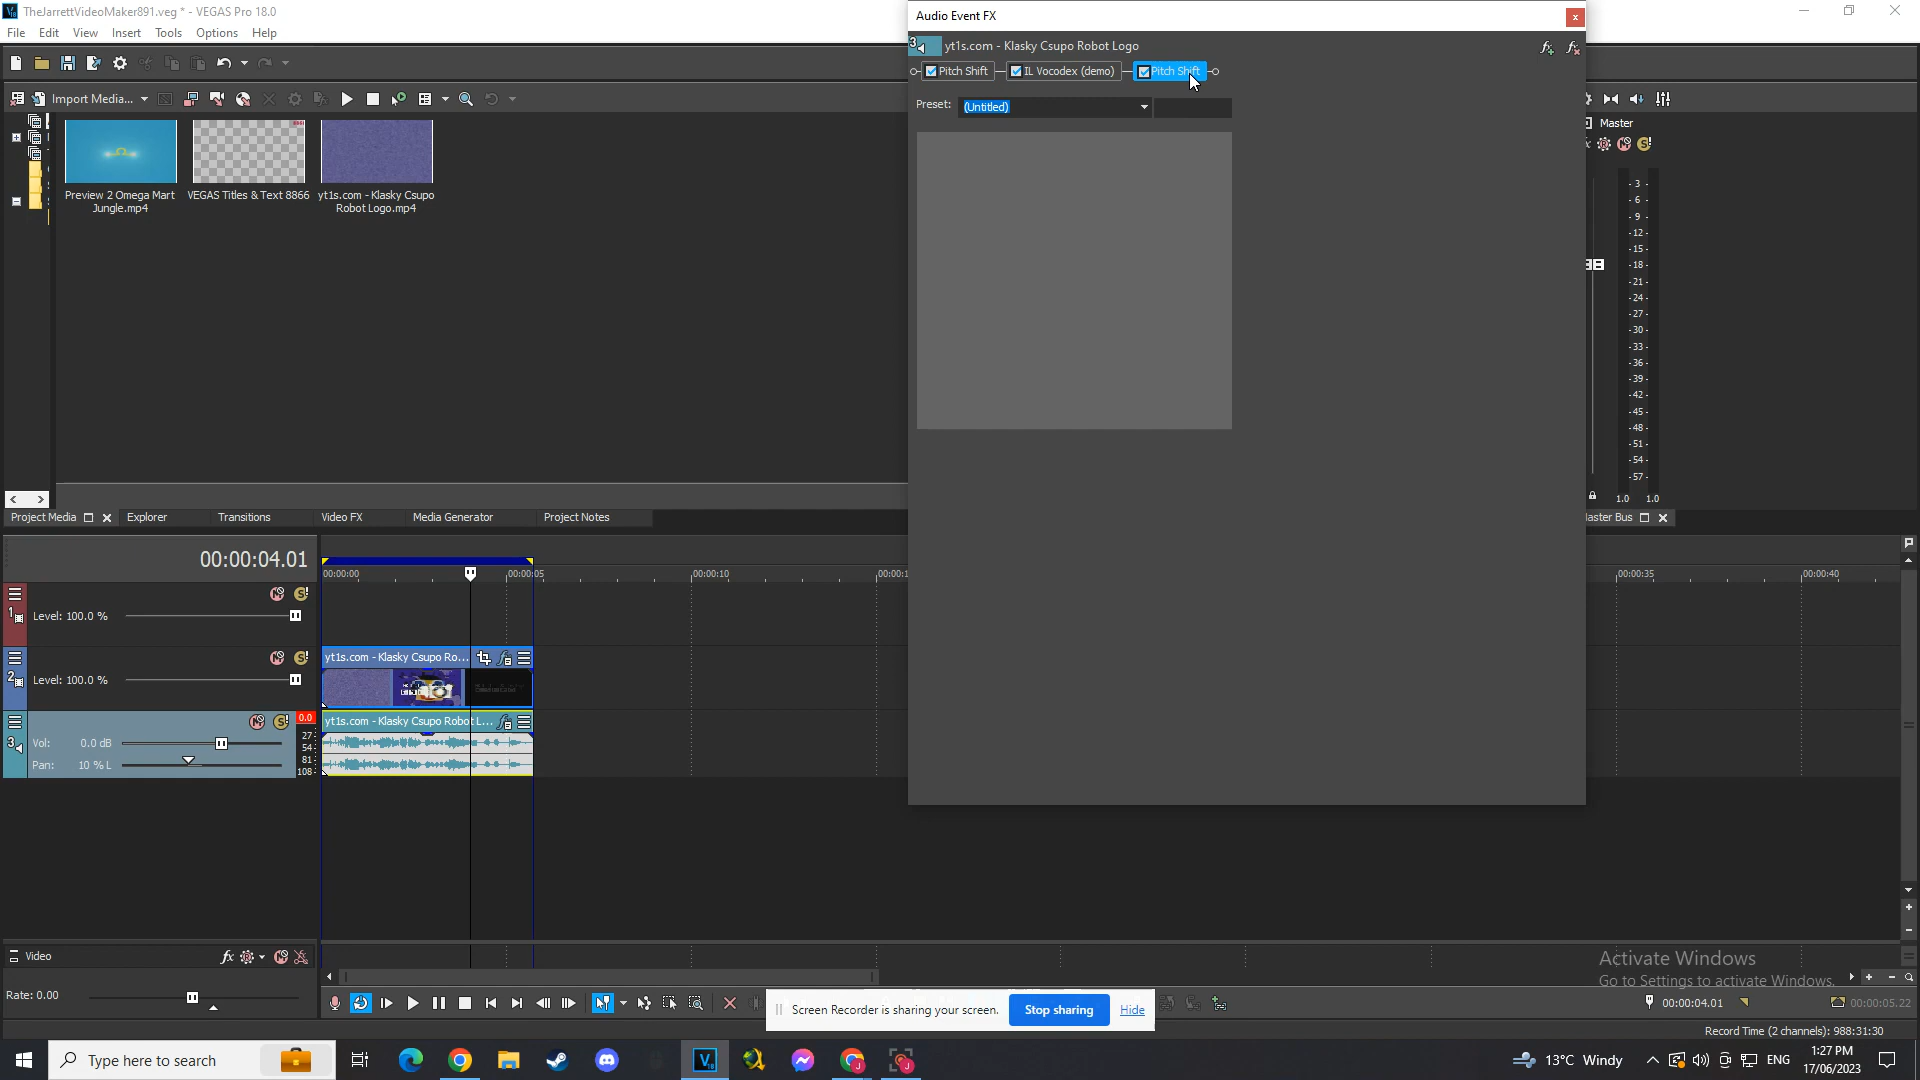 TheJarrettVideoMaker891.veg * - VEGAS Pro 18.0
File Edit View Insert Tools Options Help
Import Media...
Preview 2 Omega Mart Jungle.mp4
VEGAS Titles & Text 8866
yt1s.com - Klasky Csupo Robot Logo.mp4
Project Media Explorer Transitions Video FX Media Generator Project Notes
Audio Event FX
3 yt1s.com - Klasky Csupo Robot Logo
Pitch Shift IL Vocodex (demo) Pitch Shift
Preset: (Untitled)
Master
-3-
-6-
-9-
-12-
-15-
-18-
-21-
-24-
-27-
-30-
-33-
-36-
-39-
-42-
-45-
-48-
-51-
-54-
-57-
1.0 1.0
aster Bus
00:00:04.01
00:00:00 00:00:05 00:00:10 00:00:1 00:00:35 00:00:40
1 Level: 100.0 %
2 Level: 100.0 %
yt1s.com - Klasky Csupo Ro...
3 Vol: 0.0 dB
Pan: 10 % L
0.0
27-
54-
81-
108-
yt1s.com - Klasky Csupo Robot L...
Video
Rate: 0.00
Activate Windows
Go to Settings to activate Windows.
Screen Recorder is sharing your screen. Stop sharing Hide
00:00:04.01 00:00:05.22
Record Time (2 channels): 988:31:30
Type here to search
13°C Windy ENG
1:27 PM
17/06/2023